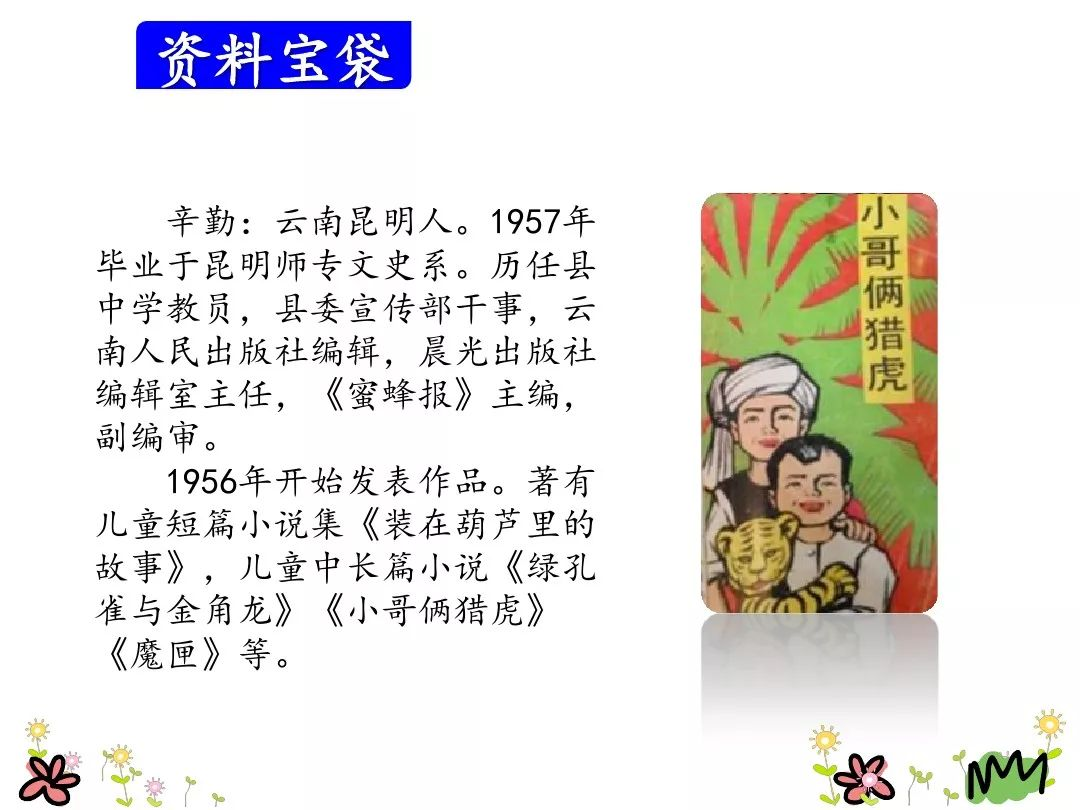 资料宝袋
辛勤：云南昆明人。1957年
毕业于昆明师专文史系。历任县
中学教员，县委宣传部干事，云
南人民出版社编辑，晨光出版社
编辑室主任，《蜜蜂报》主编，
副编审。
1956年开始发表作品。著有
儿童短篇小说集《装在葫芦里的
故事》，儿童中长篇小说《绿孔
雀与金角龙》《小哥俩猎虎》
《魔匣》等。
小哥俩猎虎